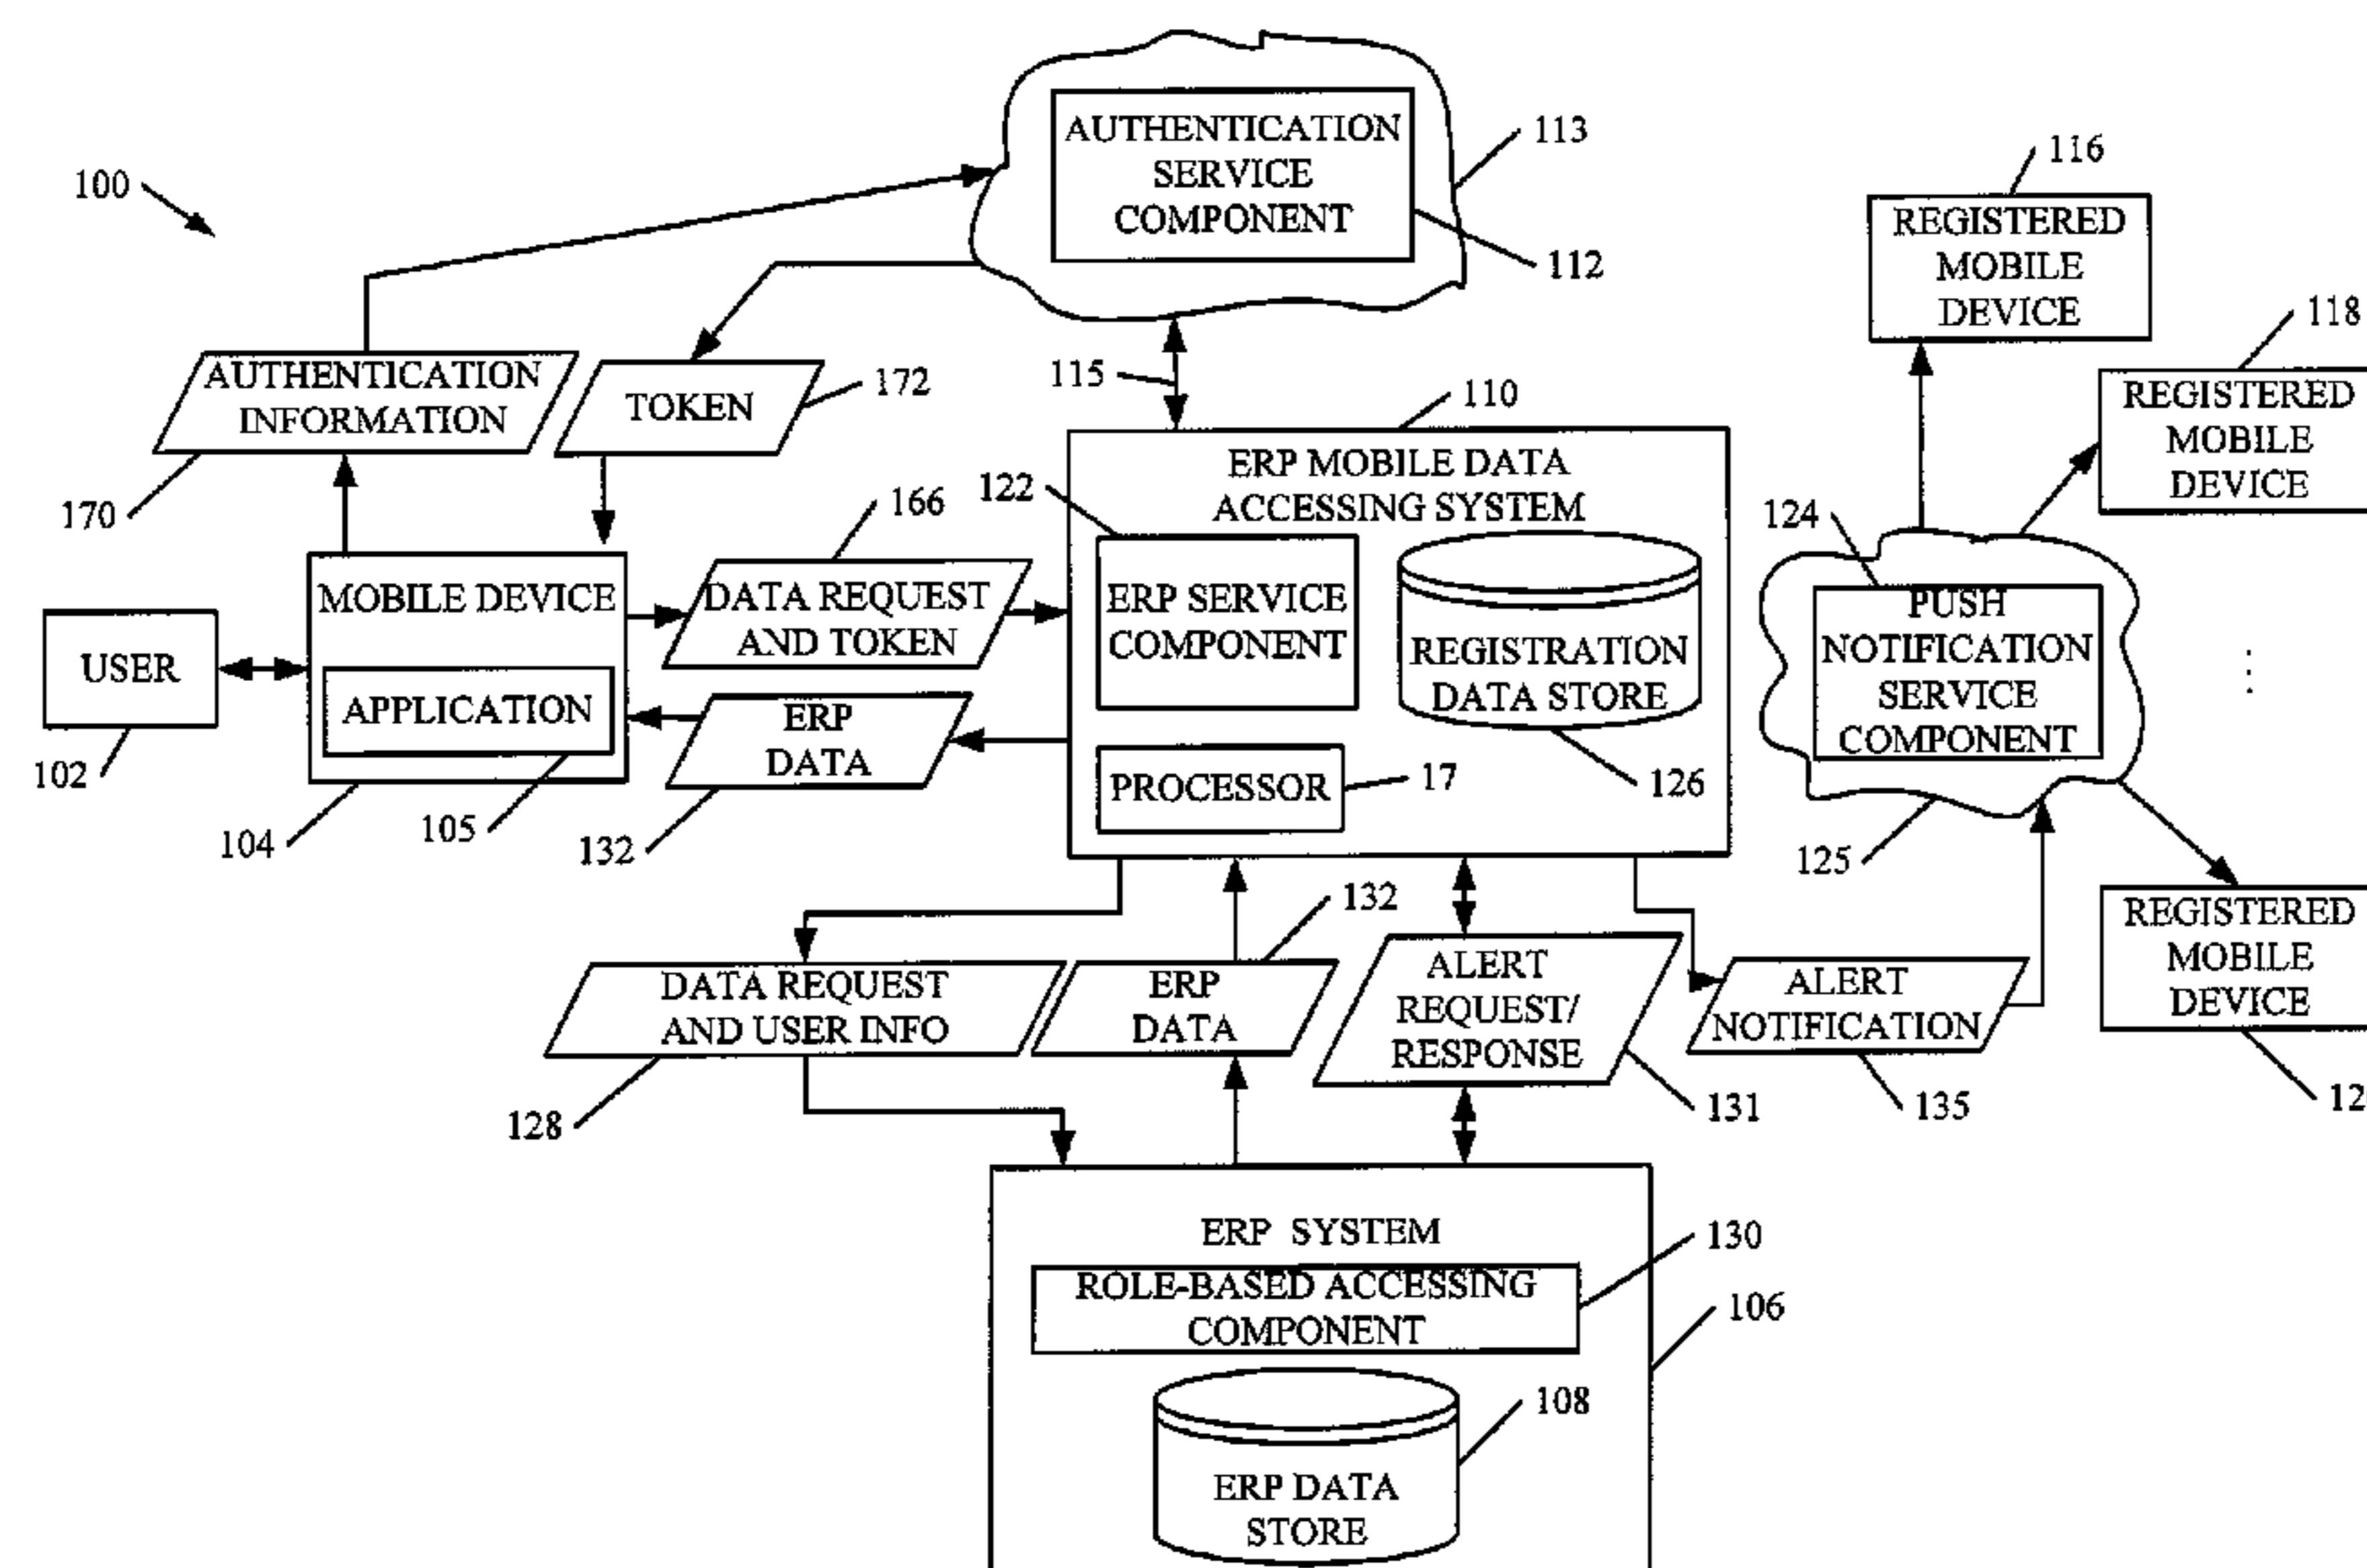 100
AUTHENTICATION
SERVICE
COMPONENT
113
112
116
REGISTERED
MOBILE
DEVICE
118
REGISTERED
MOBILE
DEVICE
AUTHENTICATION
INFORMATION
170
TOKEN
172
115
110
ERP MOBILE DATA
ACCESSING SYSTEM
122
ERP SERVICE
COMPONENT
REGISTRATION
DATA STORE
126
PROCESSOR
17
166
DATA REQUEST
AND TOKEN
MOBILE DEVICE
APPLICATION
USER
102
104
105
ERP
DATA
132
124
PUSH
NOTIFICATION
SERVICE
COMPONENT
125
⋮
REGISTERED
MOBILE
DEVICE
132
DATA REQUEST
AND USER INFO
128
ERP
DATA
ALERT
REQUEST/
RESPONSE
131
ALERT
NOTIFICATION
135
ERP SYSTEM
130
ROLE-BASED ACCESSING
COMPONENT
106
108
ERP DATA
STORE